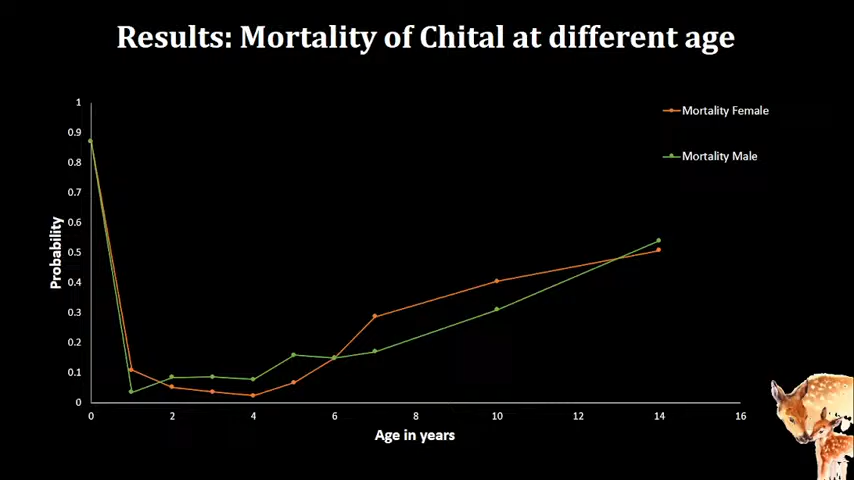 Results: Mortality of Chital at different age
1
0.9
0.8
0.7
0.6
0.5
0.4
0.3
0.2
0.1
0
Probability
0 2 4 6 8 10 12 14 16
Age in years
Mortality Female
Mortality Male